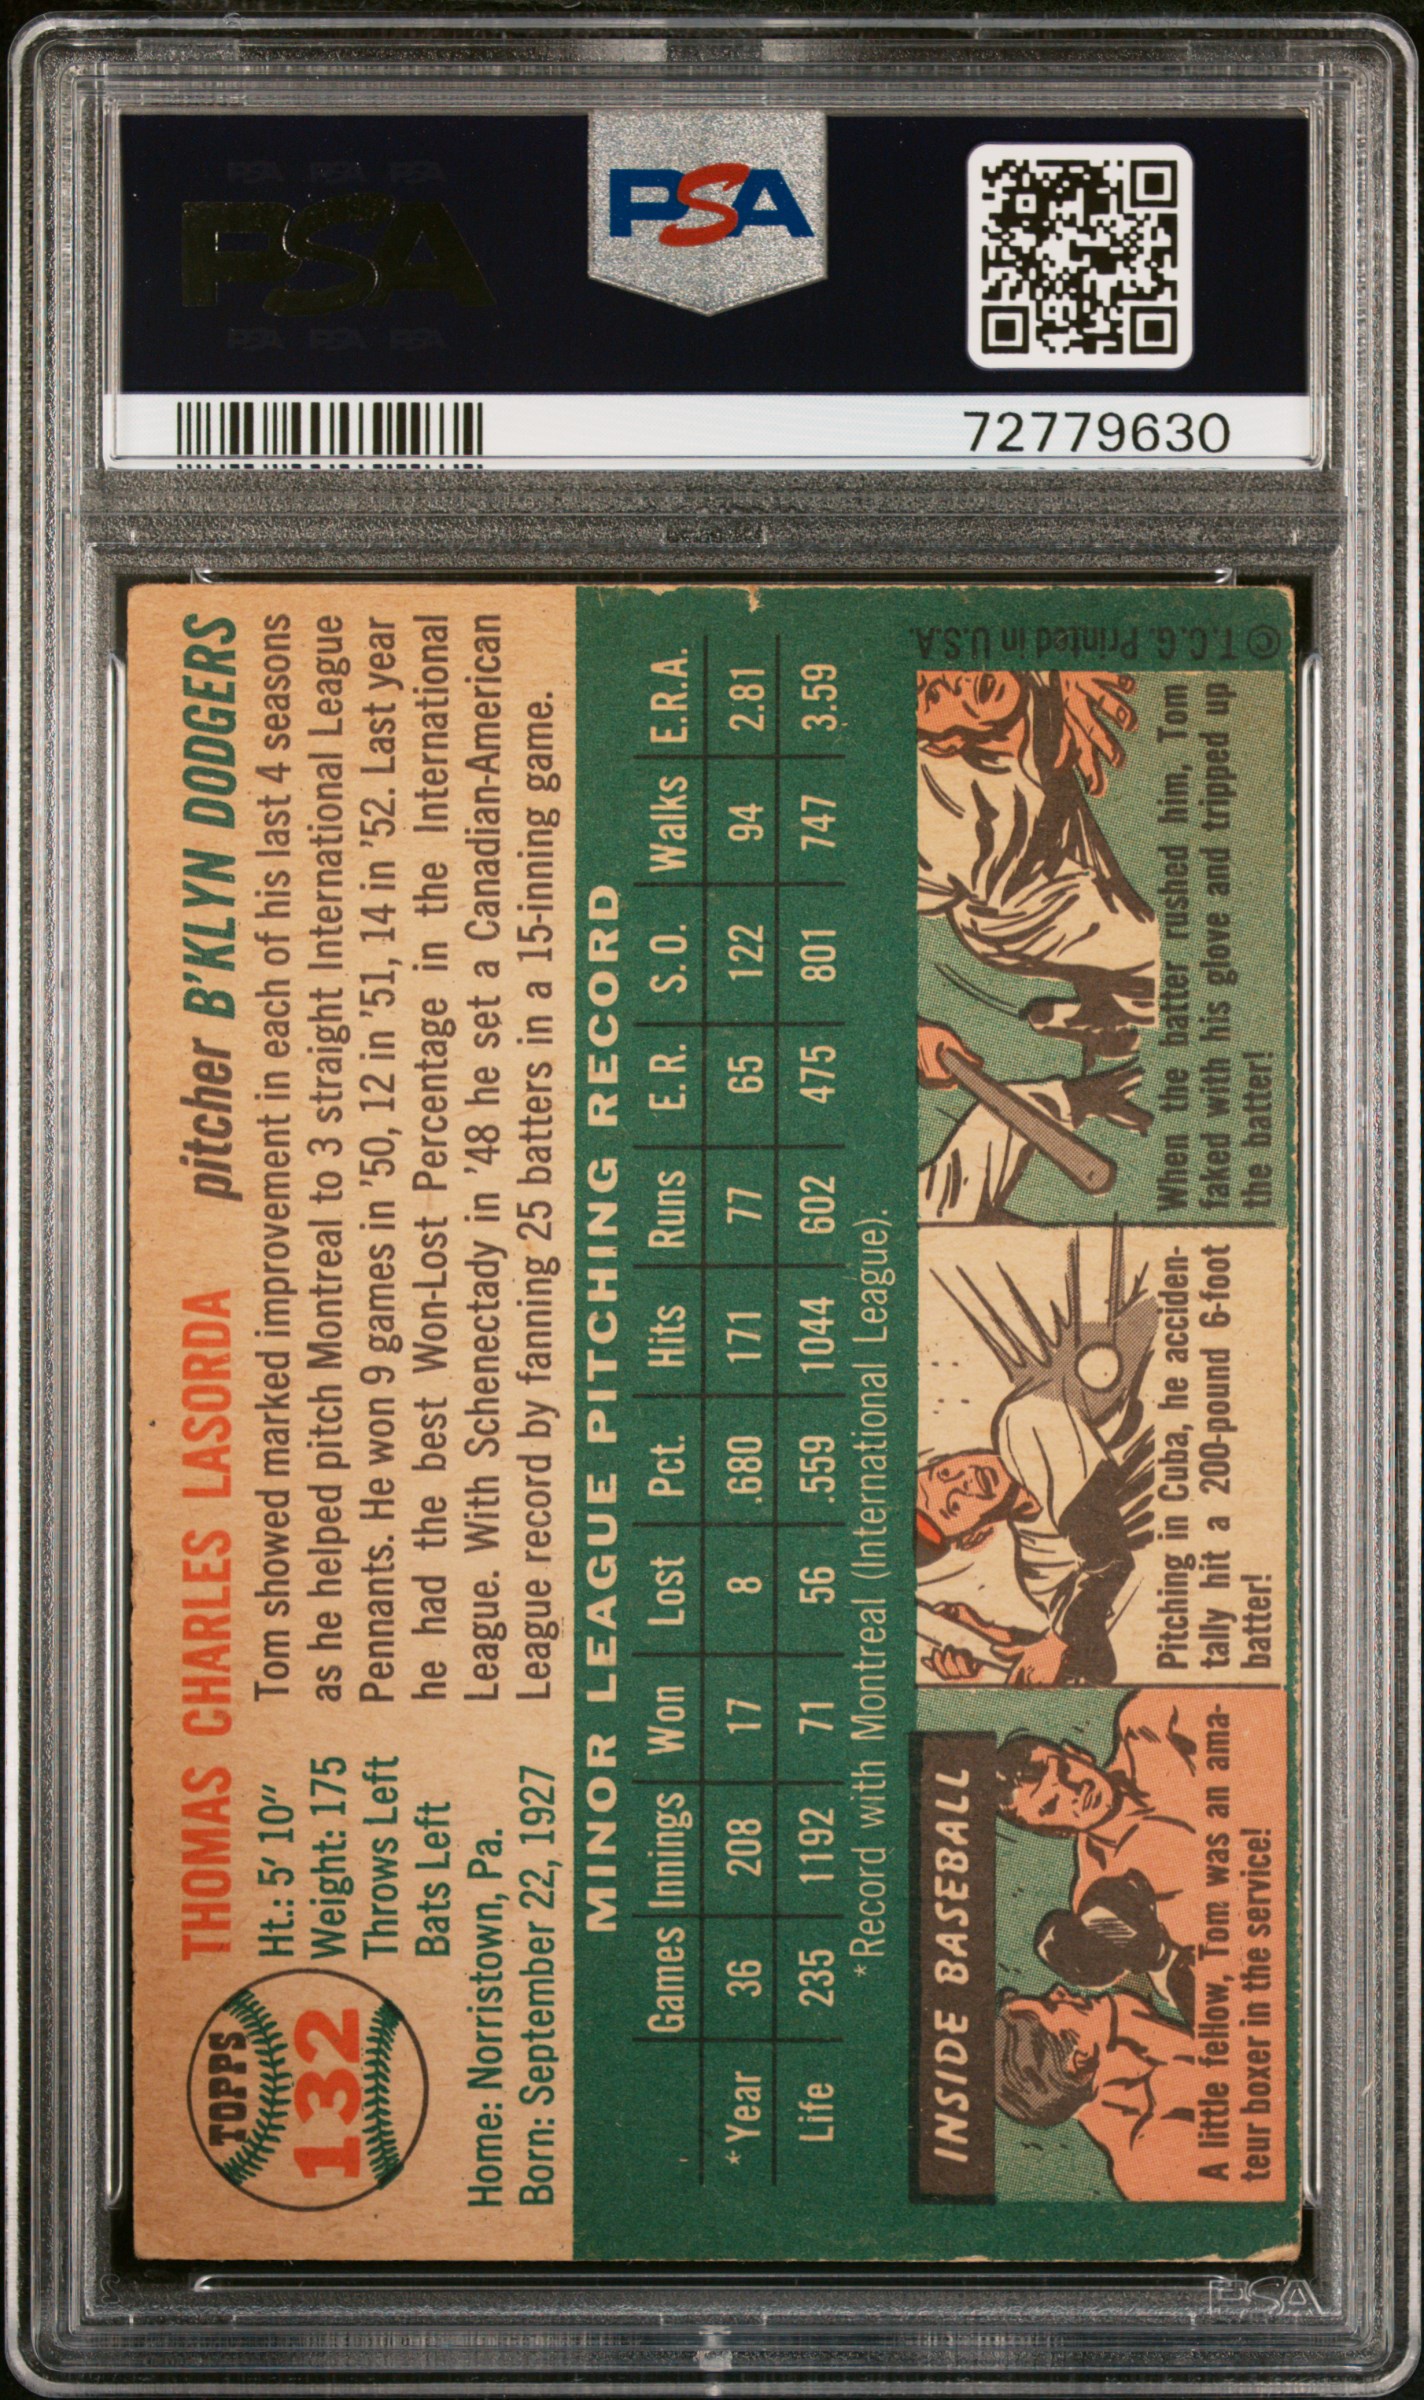 PSA PSA PSA
PSA
PSA PSA PSA
PSA
72779630
TOPPS
132
THOMAS CHARLES LASORDA pitcher B'KLYN DODGERS
Ht.: 5' 10"
Weight: 175
Throws Left
Bats Left
Home: Norristown, Pa.
Born: September 22, 1927
Tom showed marked improvement in each of his last 4 seasons
as he helped pitch Montreal to 3 straight International League
Pennants. He won 9 games in '50, 12 in '51, 14 in '52. Last year
he had the best Won-Lost Percentage in the International
League. With Schenectady in '48 he set a Canadian-American
League record by fanning 25 batters in a 15-inning game.
MINOR LEAGUE PITCHING RECORD
Games Innings Won Lost Pct. Hits Runs E.R. S.O. Walks E.R.A.
*Year 36 208 17 8 .680 171 77 65 122 94 2.81
Life 235 1192 71 56 .559 1044 602 475 801 747 3.59
*Record with Montreal (International League).
INSIDE BASEBALL
A little fellow, Tom was an ama-
teur boxer in the service!
Pitching in Cuba, he acciden-
tally hit a 200-pound 6-foot
batter!
When the batter rushed him, Tom
faked with his glove and tripped up
the batter!
© T.C.G. Printed in U.S.A.
PSA